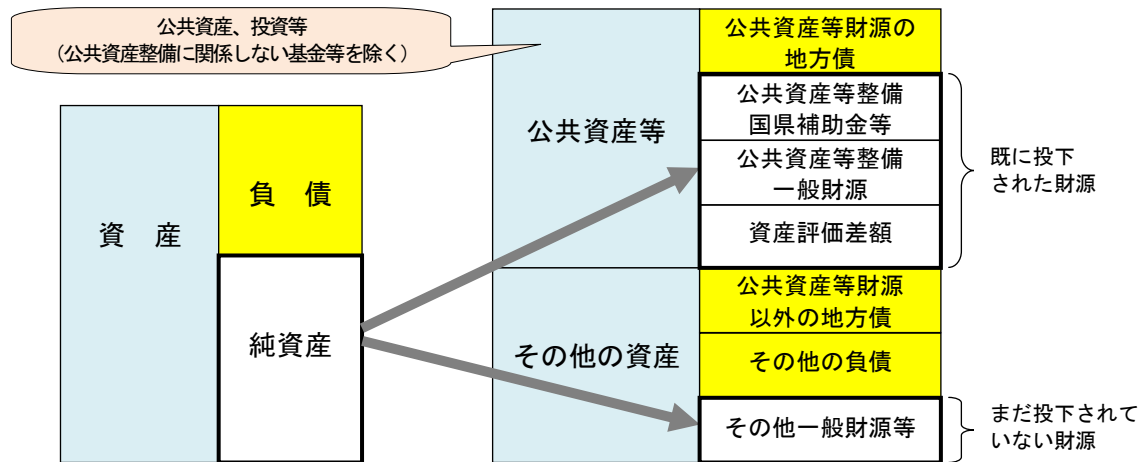 公共資産、投資等
(公共資産整備に関係しない基金等を除く)
資　産
負　債
純資産
公共資産等
公共資産等財源の
地方債
公共資産等整備
国県補助金等
公共資産等整備
一般財源
資産評価差額
既に投下
された財源
その他の資産
公共資産等財源
以外の地方債
その他の負債
その他一般財源等
まだ投下されて
いない財源